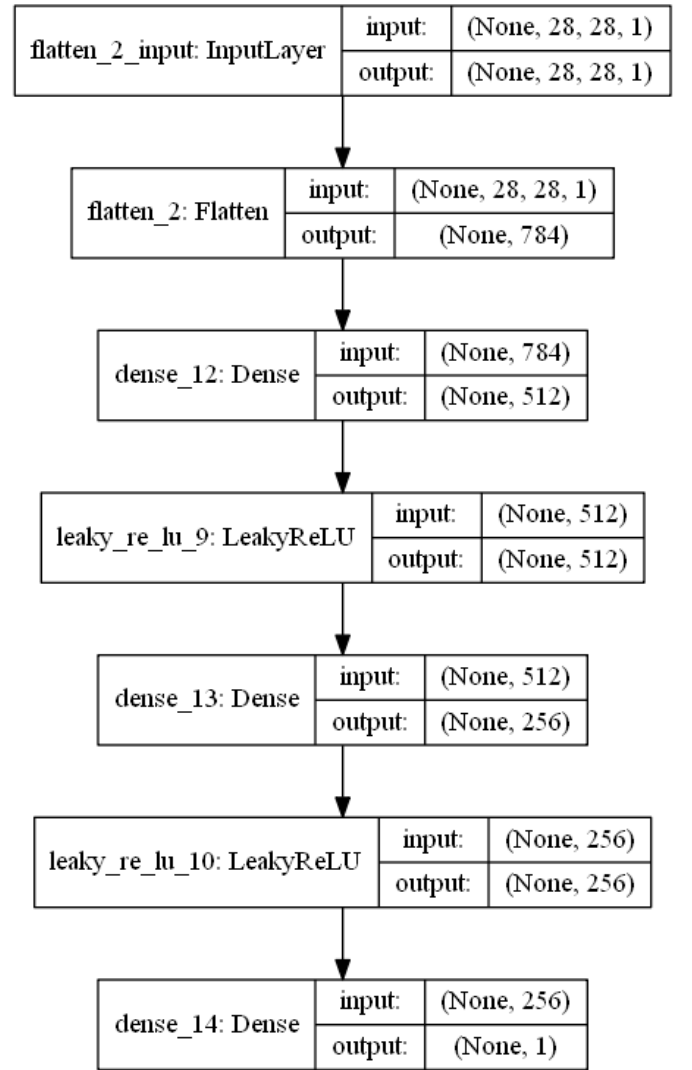 flatten_2_input: InputLayer
input: (None, 28, 28, 1)
output: (None, 28, 28, 1)
flatten_2: Flatten
input: (None, 28, 28, 1)
output: (None, 784)
dense_12: Dense
input: (None, 784)
output: (None, 512)
leaky_re_lu_9: LeakyReLU
input: (None, 512)
output: (None, 512)
dense_13: Dense
input: (None, 512)
output: (None, 256)
leaky_re_lu_10: LeakyReLU
input: (None, 256)
output: (None, 256)
dense_14: Dense
input: (None, 256)
output: (None, 1)